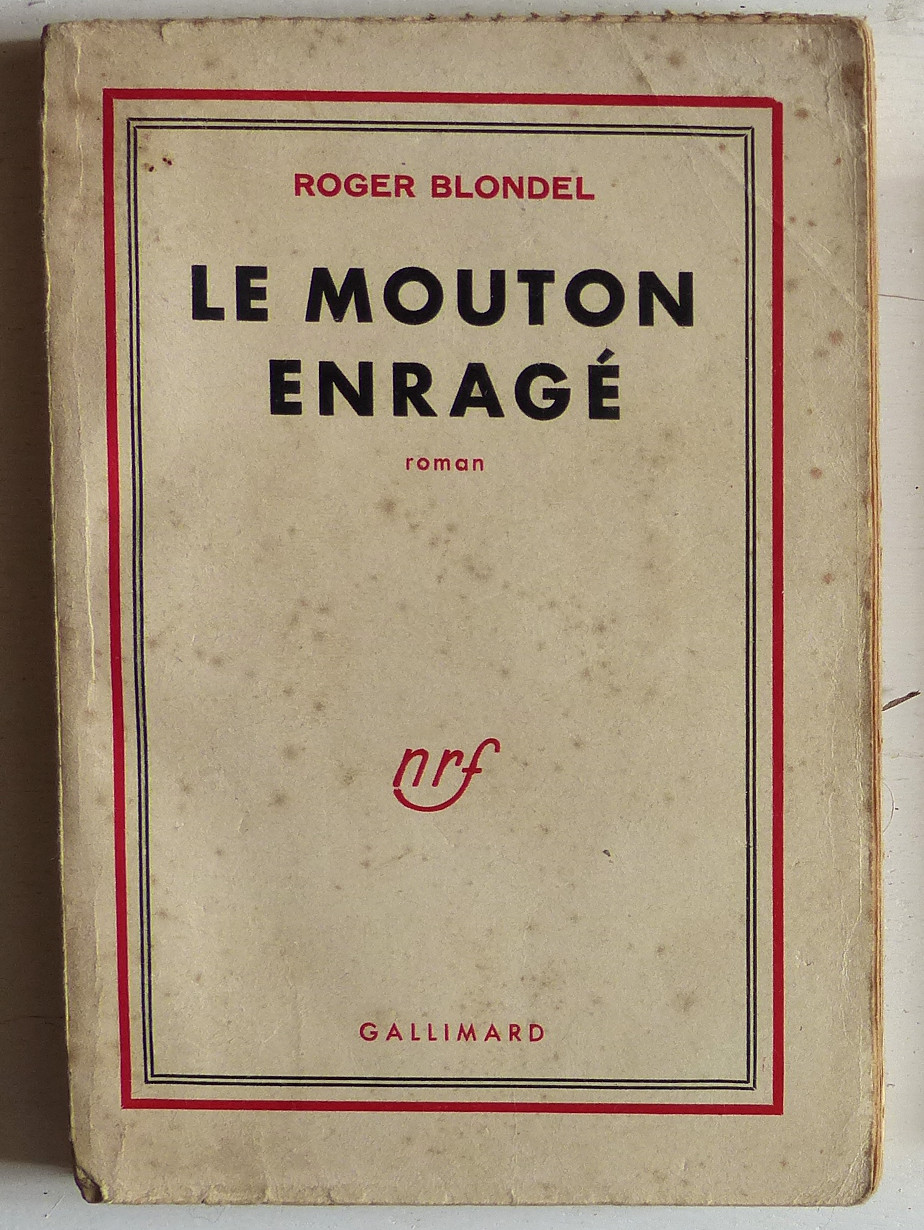 ROGER BLONDEL
LE MOUTON
ENRAGÉ
roman
nrf
GALLIMARD